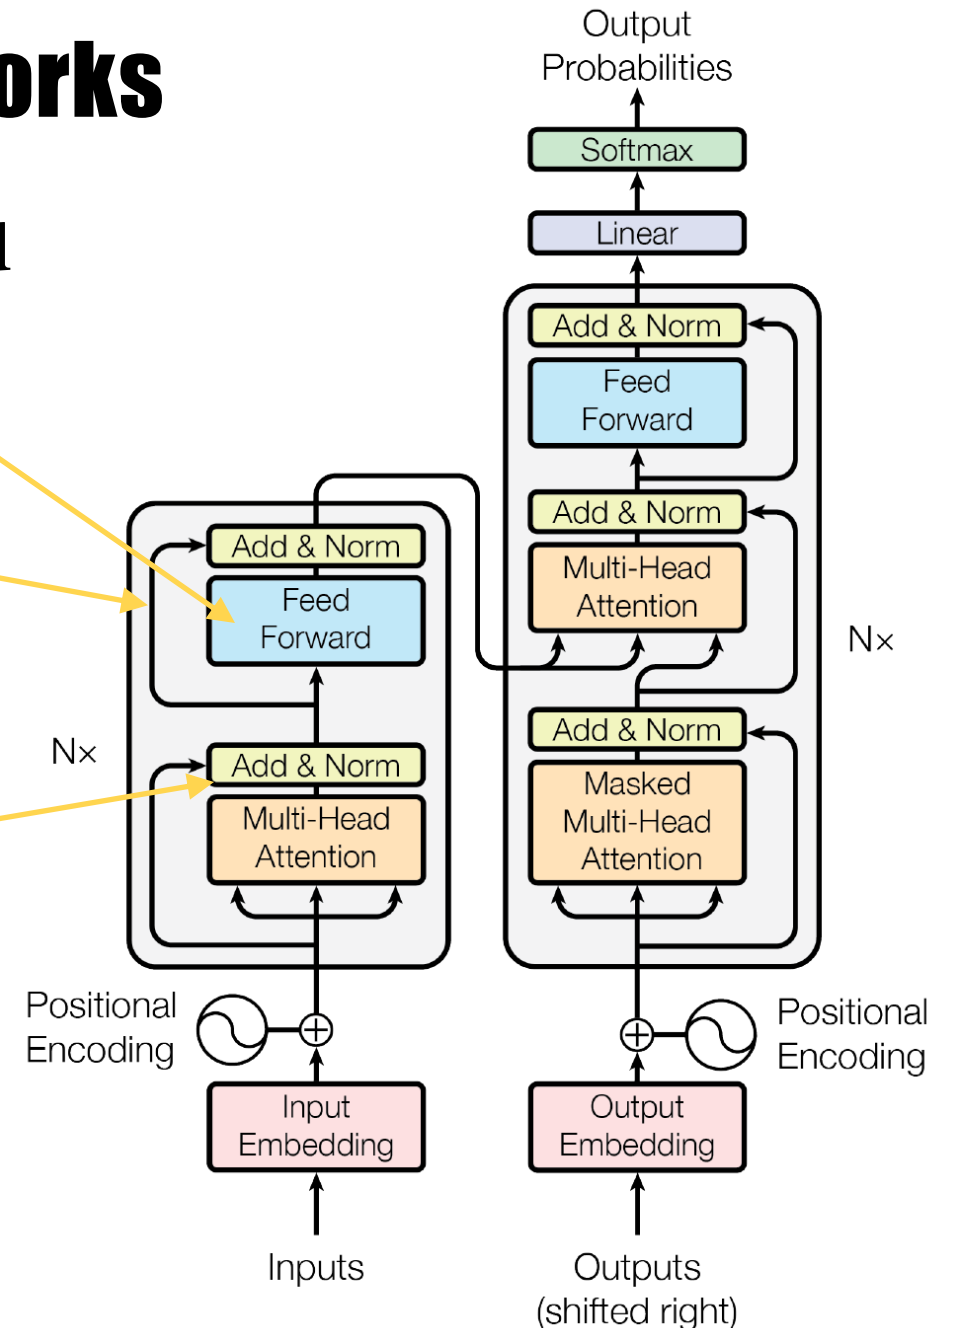 orks
Output
Probabilities
Softmax
Linear
Add & Norm
Feed
Forward
Add & Norm
Multi-Head
Attention
Add & Norm
Masked
Multi-Head
Attention
Nx
Add & Norm
Feed
Forward
Add & Norm
Multi-Head
Attention
Nx
Positional
Encoding
Positional
Encoding
Input
Embedding
Output
Embedding
Inputs
Outputs
(shifted right)